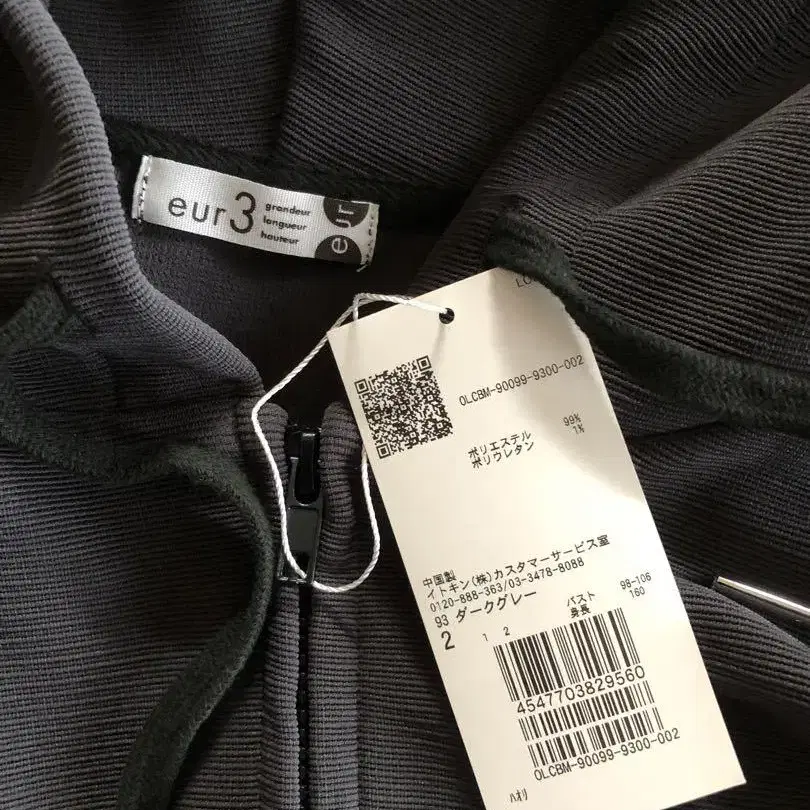 eur3
grandeur
longueur
hauteur
eur
OLCBM-90099-9300-002
ポリエステル 99%
ポリウレタン 1%
中国製
イトキン(株)カスタマーサービス室
0120-888-363/03-3478-8088
93 ダークグレー
2 1 2 バスト 98-106
身長 160
4547703829560
OLCBM-90099-9300-002